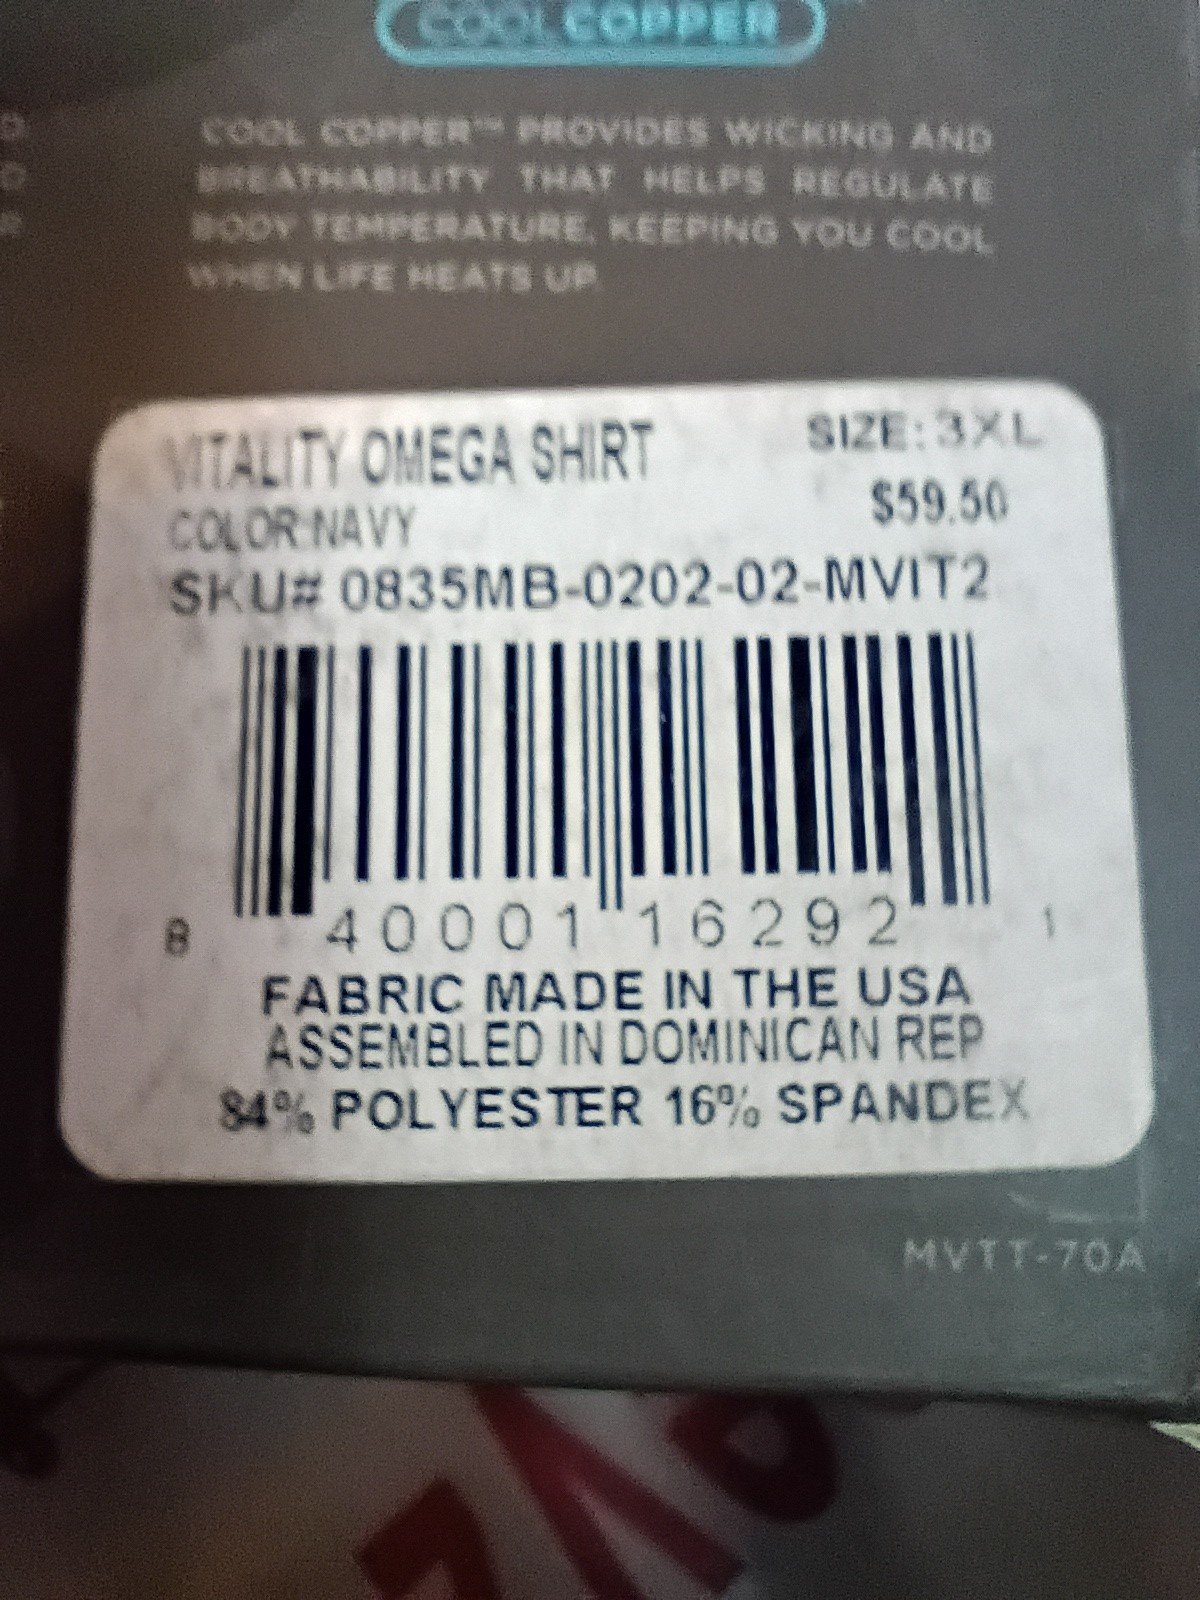 COOL COPPER
COOL COPPER™ PROVIDES WICKING AND
BREATHABILITY THAT HELPS REGULATE
BODY TEMPERATURE, KEEPING YOU COOL
WHEN LIFE HEATS UP.
VITALITY OMEGA SHIRT SIZE:3XL
COLOR:NAVY $59.50
SKU# 0835MB-0202-02-MVIT2
8 40001 16292 1
FABRIC MADE IN THE USA
ASSEMBLED IN DOMINICAN REP
84% POLYESTER 16% SPANDEX
MVTT-70A